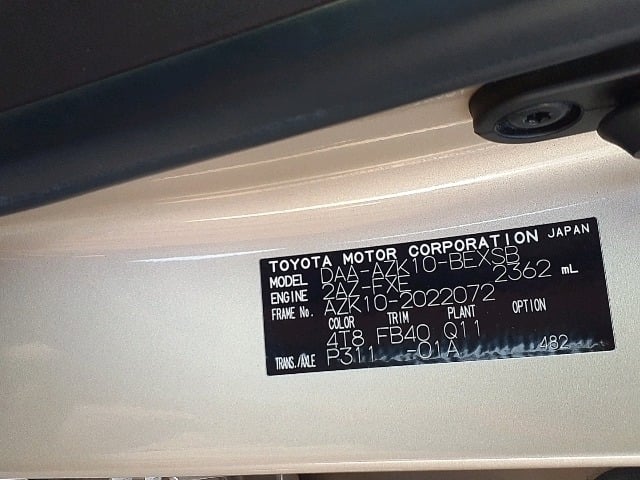 TOYOTA MOTOR CORPORATION JAPAN
MODEL DAA-AZK10-BEXSB
ENGINE 2AZ-FXE 2362 mL
FRAME No. AZK10-2022072
COLOR TRIM PLANT OPTION
4T8 FB40 Q11
TRANS./AXLE P311 -01A 482